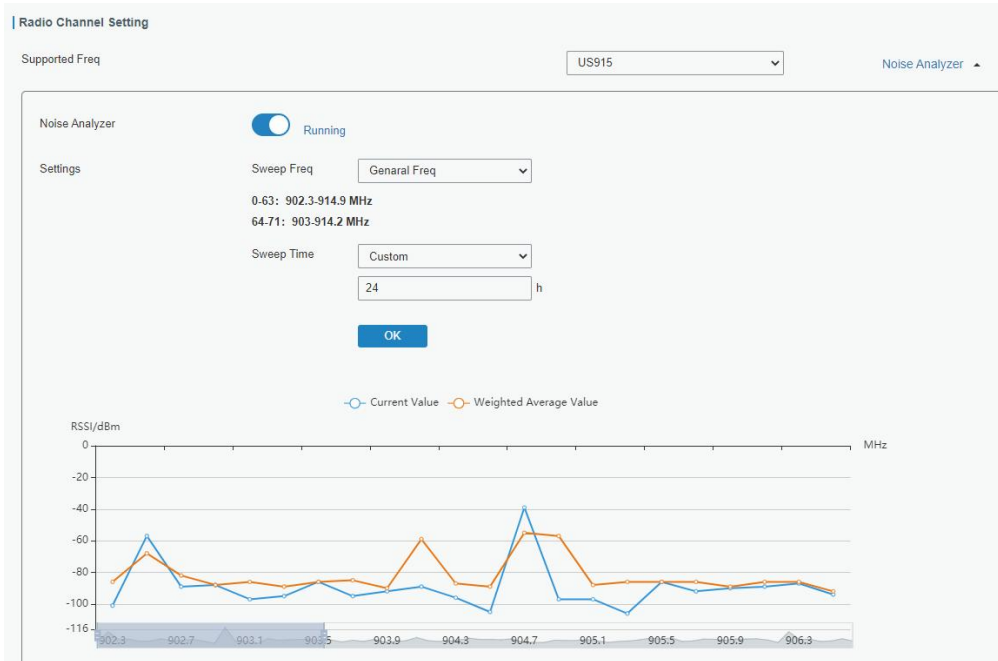 Radio Channel Setting
Supported Freq US915 Noise Analyzer
Noise Analyzer Running
Settings Sweep Freq Genaral Freq
0-63: 902.3-914.9 MHz
64-71: 903-914.2 MHz
Sweep Time Custom
24 h
OK
Current Value Weighted Average Value
RSSI/dBm
0 MHz
-20
-40
-60
-80
-100
-116
902.3 902.7 903.1 903.5 903.9 904.3 904.7 905.1 905.5 905.9 906.3